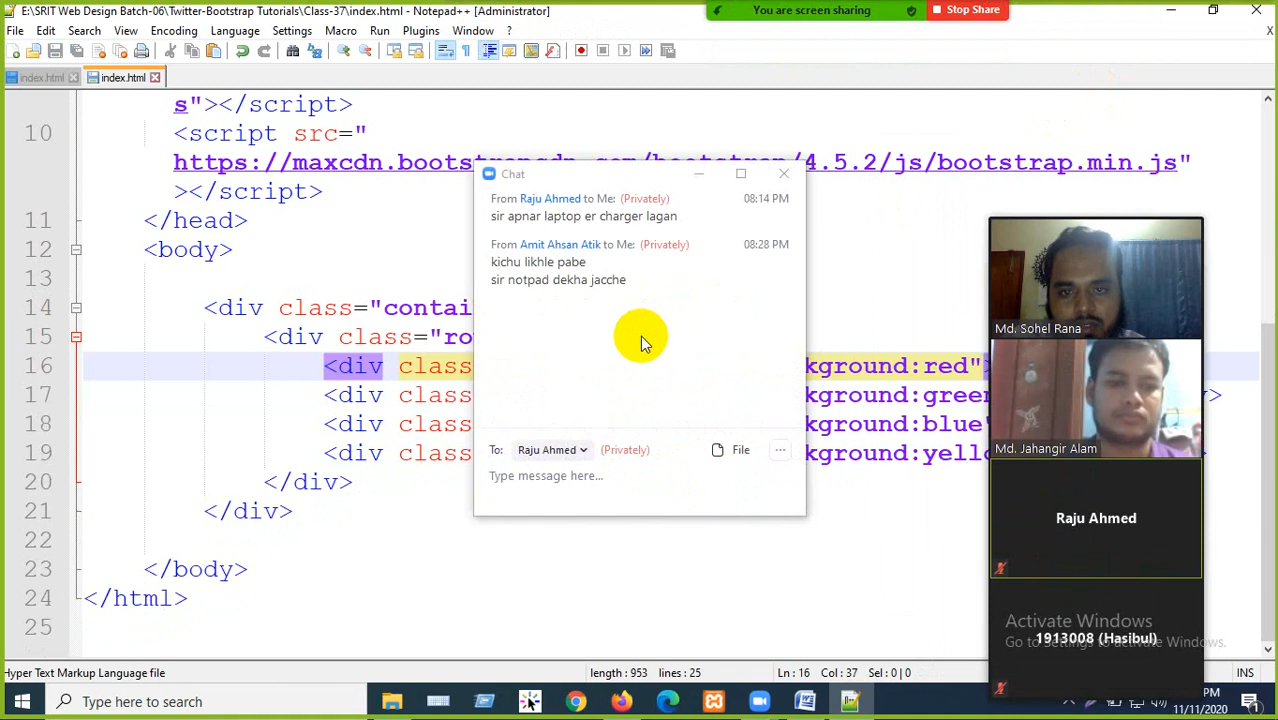 E:\SRIT Web Design Batch-06\Twitter-Bootstrap Tutorials\Class-37\index.html - Notepad++ [Administrator]
You are screen sharing
Stop Share
File Edit Search View Encoding Language Settings Macro Run Plugins Window ?
X
index.html
index.html
s"></script>
10 <script src="
https://maxcdn.bootstrapcdn.com/bootstrap/4.5.2/js/bootstrap.min.js"
></script>
11 </head>
12 <body>
13
14 <div class="conta
15 <div class="ro
16 <div class kground:red"
17 <div class kground:green >
18 <div class kground:blue"
19 <div class kground:yello >
20 </div>
21 </div>
22
23 </body>
24 </html>
25
Chat
From Raju Ahmed to Me: (Privately) 08:14 PM
sir apnar laptop er charger lagan
From Amit Ahsan Atik to Me: (Privately) 08:28 PM
kichu likhle pabe
sir notpad dekha jacche
To: Raju Ahmed (Privately) File ...
Type message here...
Md. Sohel Rana
Md. Jahangir Alam
Raju Ahmed
Activate Windows
1913008 (Hasibul)
Go to Settings to activate Windows.
Hyper Text Markup Language file length : 953 lines : 25 Ln : 16 Col : 37 Sel : 0 | 0 INS
Type here to search
PM
11/11/2020
1